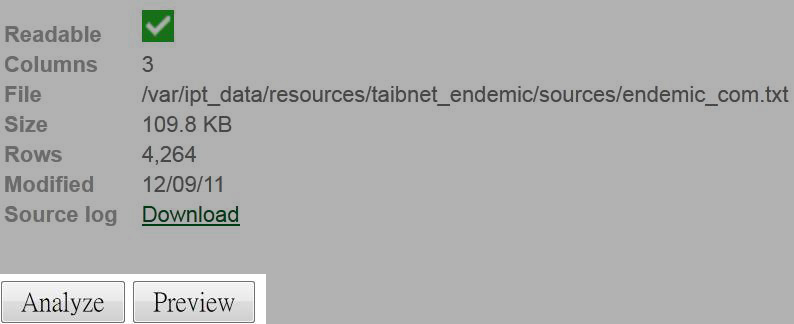 Readable
Columns 3
File /var/ipt_data/resources/taibnet_endemic/sources/endemic_com.txt
Size 109.8 KB
Rows 4,264
Modified 12/09/11
Source log Download
Analyze Preview